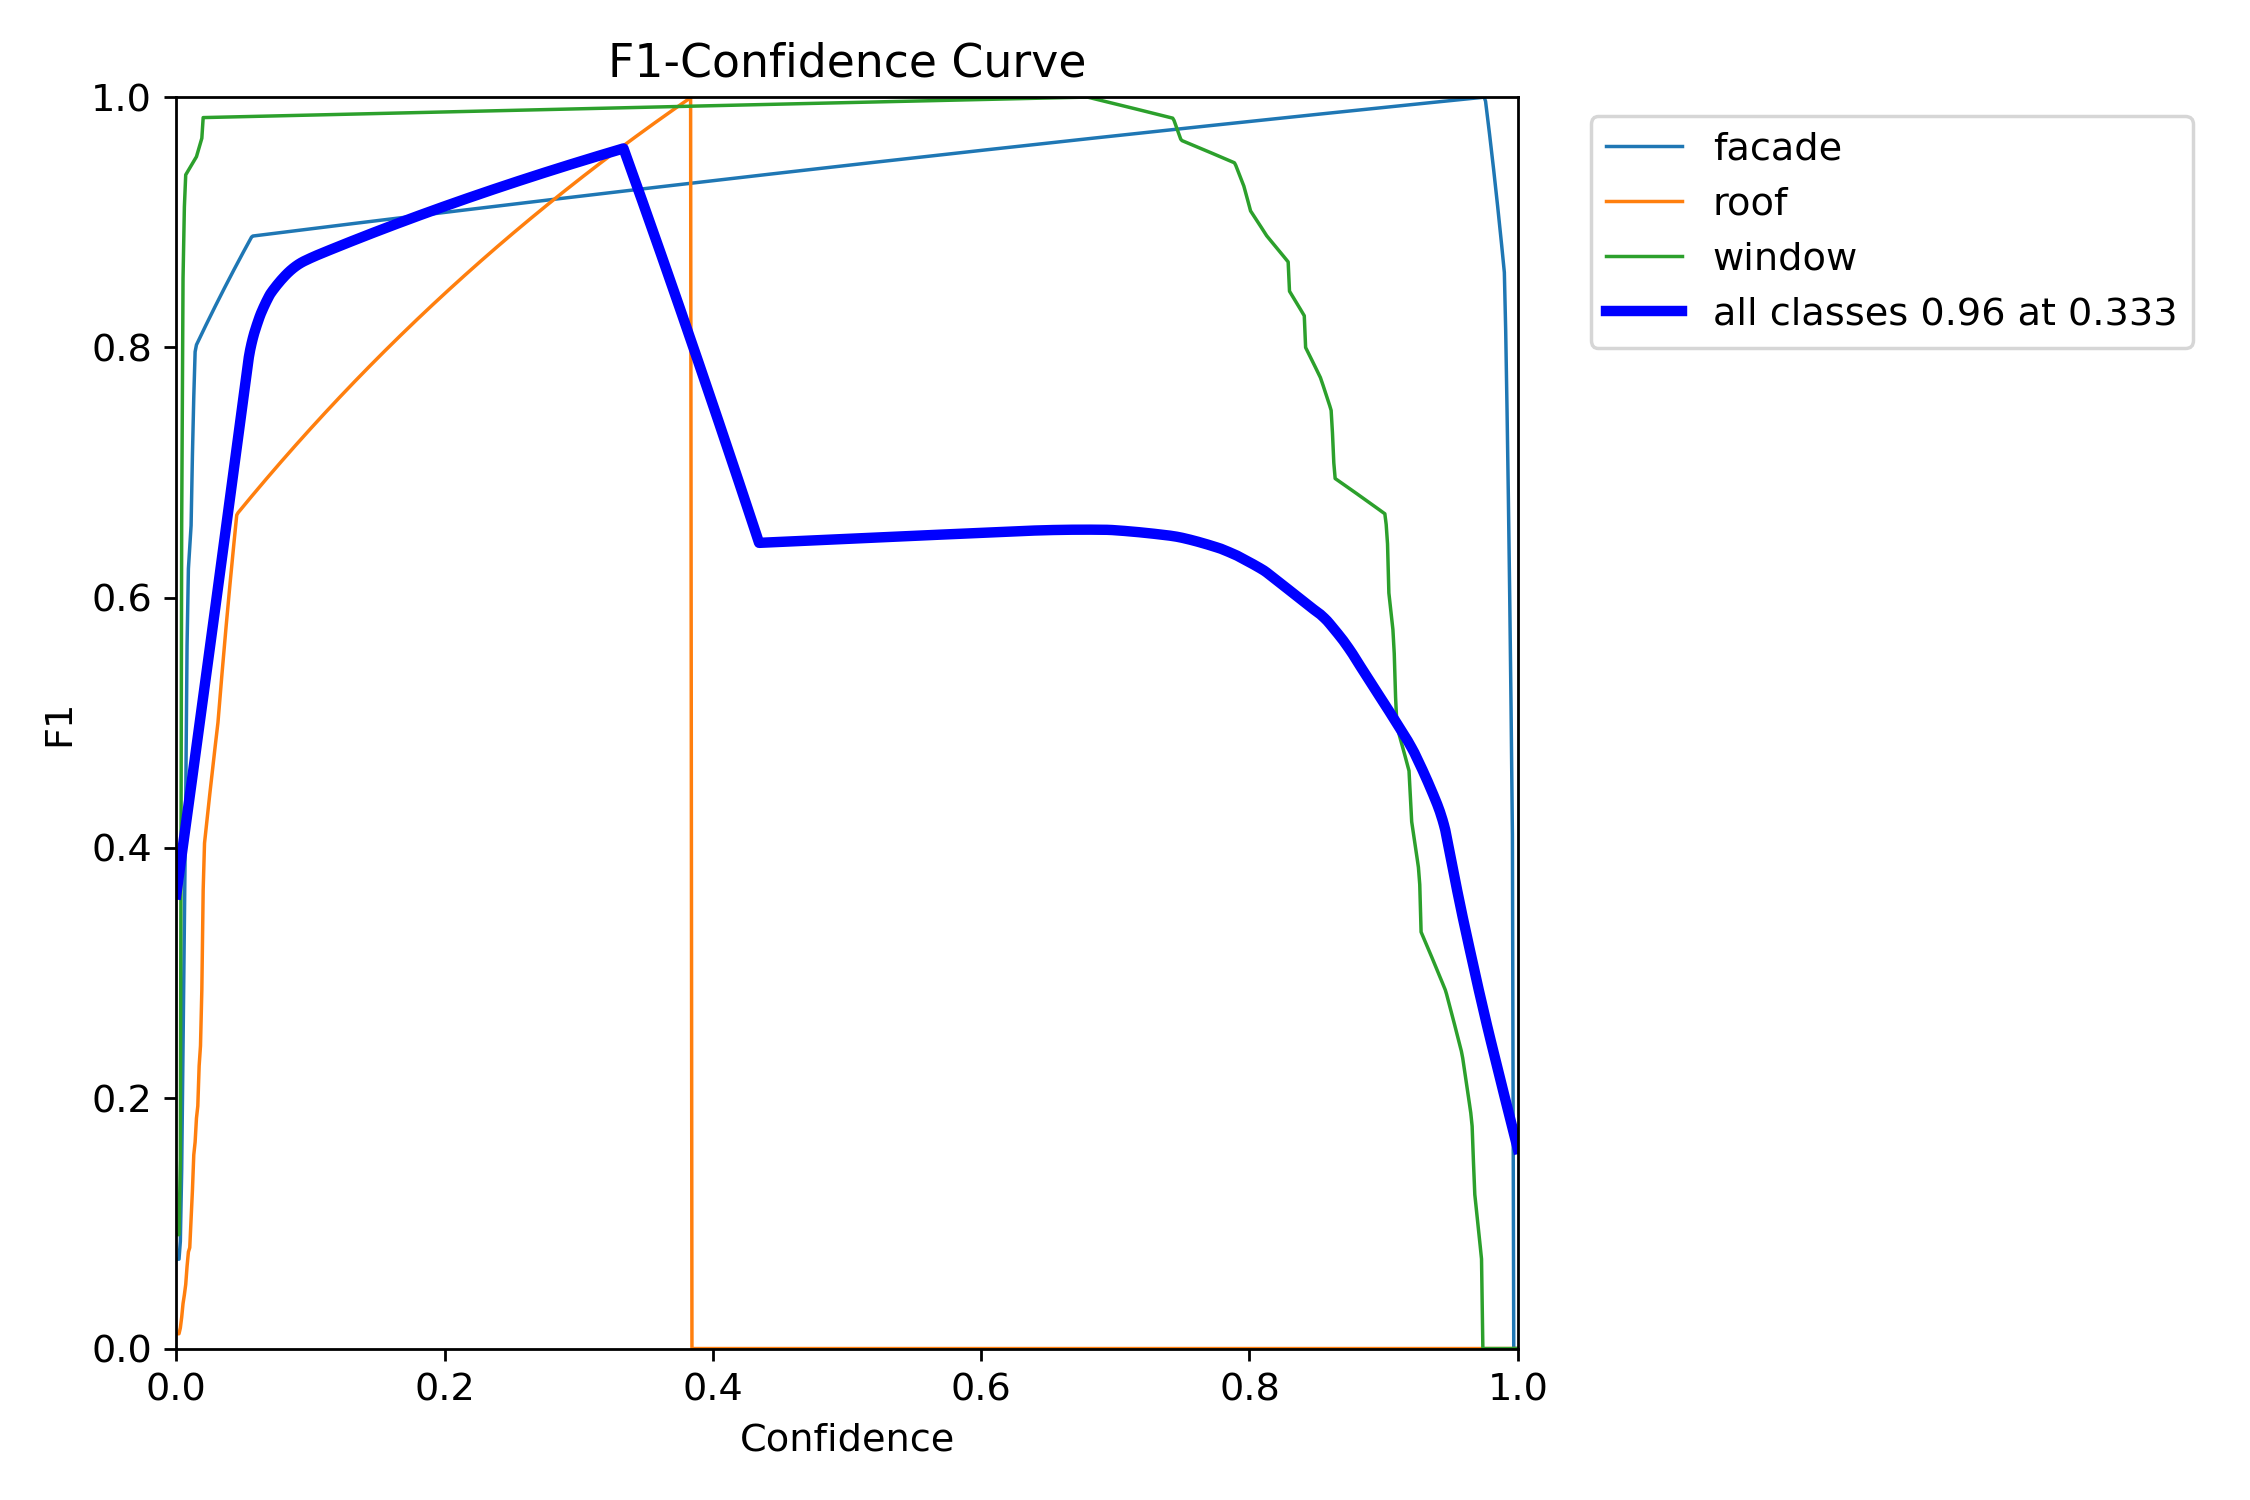 F1-Confidence Curve
1.0
0.8
0.6
0.4
0.2
0.0
F1
0.0 0.2 0.4 0.6 0.8 1.0
Confidence
facade
roof
window
all classes 0.96 at 0.333